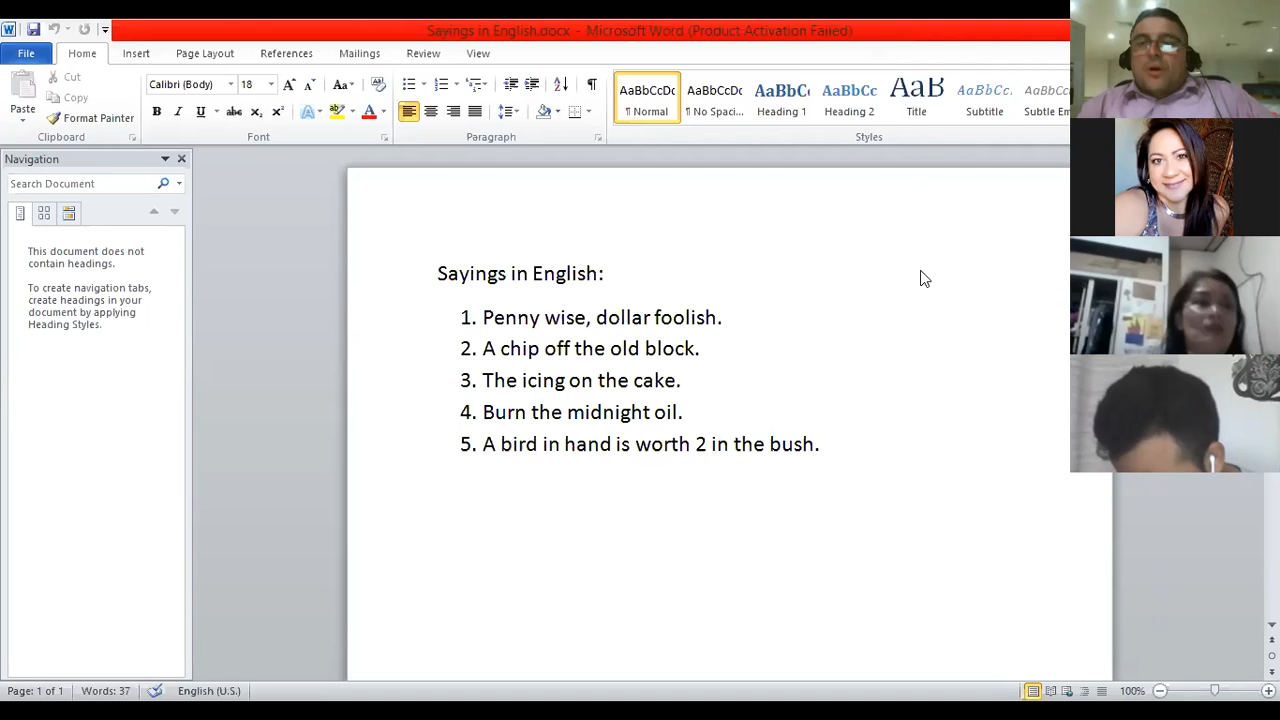 Sayings in English.docx - Microsoft Word (Product Activation Failed)
File Home Insert Page Layout References Mailings Review View
Paste
Cut
Copy
Format Painter
Clipboard
Calibri (Body) 18
Font
Paragraph
AaBbCcDc AaBbCcDc AaBbCc AaBbCc AaB AaBbCc. AaBbCc
¶ Normal ¶ No Spaci... Heading 1 Heading 2 Title Subtitle Subtle Em
Styles
Navigation
Search Document
This document does not
contain headings.
To create navigation tabs,
create headings in your
document by applying
Heading Styles.
Sayings in English:
1. Penny wise, dollar foolish.
2. A chip off the old block.
3. The icing on the cake.
4. Burn the midnight oil.
5. A bird in hand is worth 2 in the bush.
Page: 1 of 1 Words: 37 English (U.S.) 100%